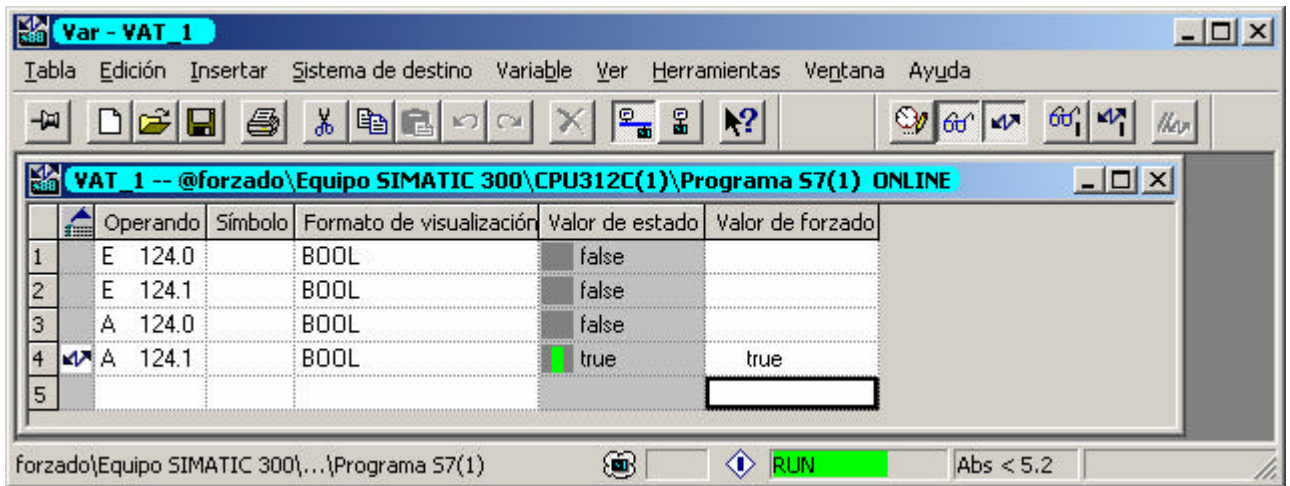 Var - VAT_1
Tabla Edición Insertar Sistema de destino Variable Ver Herramientas Ventana Ayuda
VAT_1 -- @forzado\Equipo SIMATIC 300\CPU312C(1)\Programa S7(1) ONLINE
Operando Símbolo Formato de visualización Valor de estado Valor de forzado
1 E 124.0 BOOL false
2 E 124.1 BOOL false
3 A 124.0 BOOL false
4 A 124.1 BOOL true true
5
forzado\Equipo SIMATIC 300\...\Programa S7(1) RUN Abs < 5.2